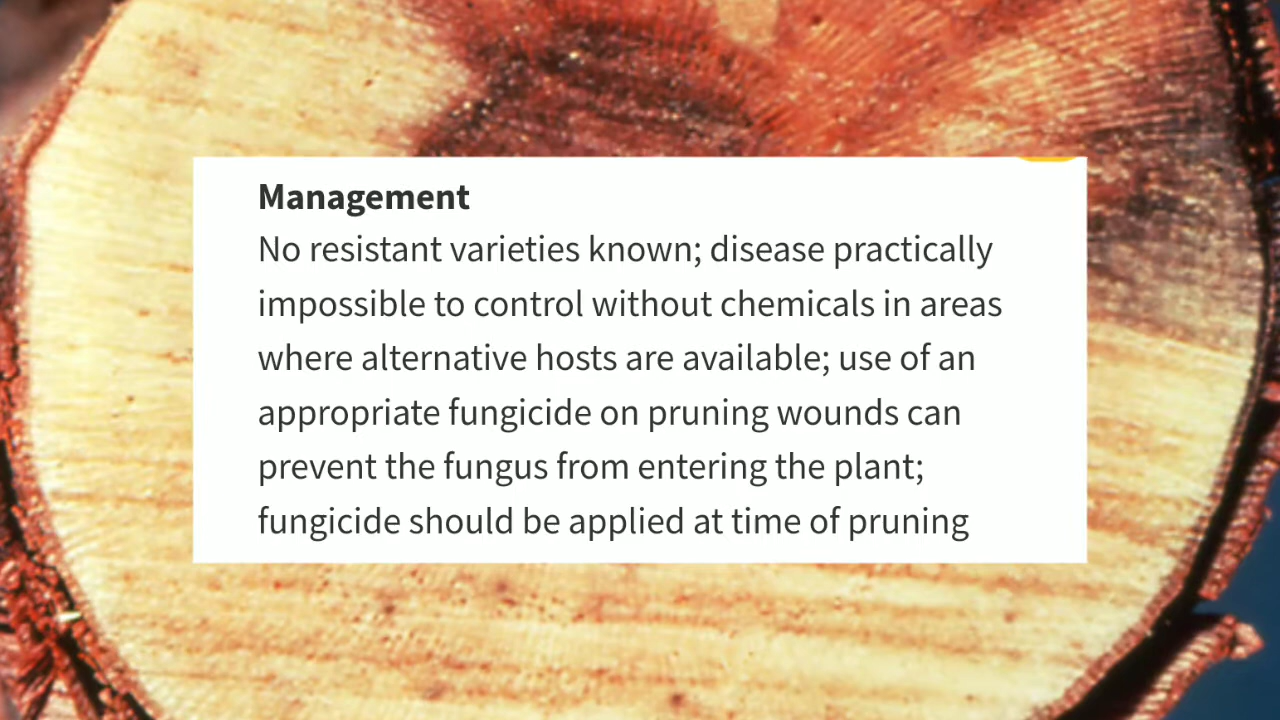 Management
No resistant varieties known; disease practically
impossible to control without chemicals in areas
where alternative hosts are available; use of an
appropriate fungicide on pruning wounds can
prevent the fungus from entering the plant;
fungicide should be applied at time of pruning